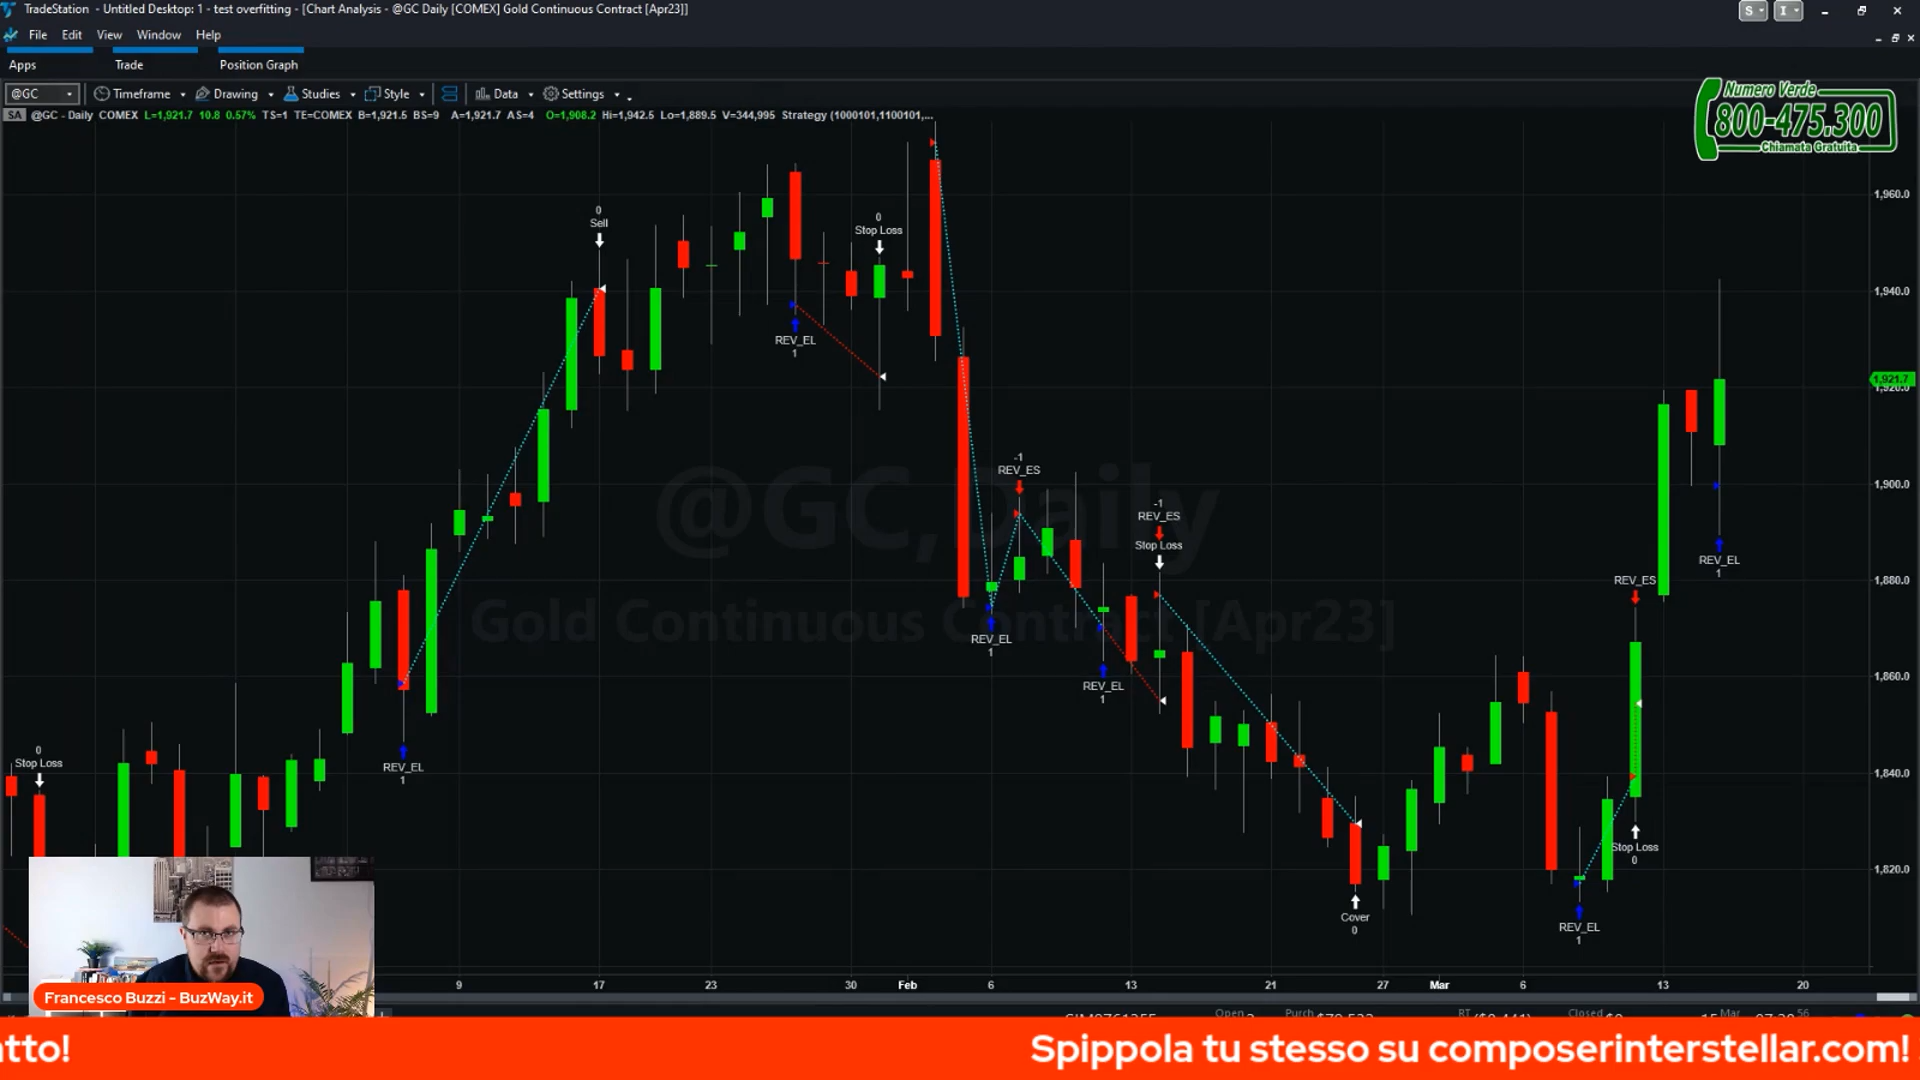 TradeStation - Untitled Desktop: 1 - test overfitting - [Chart Analysis - @GC Daily [COMEX] Gold Continuous Contract [Apr23]]
S
I
File Edit View Window Help
Apps Trade Position Graph
@GC Timeframe Drawing Studies Style Data Settings
SA @GC - Daily COMEX L=1,921.7 10.8 0.57% TS=1 TE=COMEX B=1,921.5 BS=9 A=1,921.7 AS=4 O=1,908.2 Hi=1,942.5 Lo=1,889.5 V=344,995 Strategy (1000101,1100101,...
Numero Verde
800-475.300
Chiamata Gratuita
1,960.0
0
Sell
0
Stop Loss
1,940.0
REV_EL
1
1,921.7
1,920.0
@GC,Daily
Gold Continuous Contract [Apr23]
-1
REV_ES
1,900.0
-1
REV_ES
Stop Loss
REV_EL
1
1,880.0
REV_ES
REV_EL
1
1,860.0
REV_EL
1
0
Stop Loss
REV_EL
1
1,840.0
Stop Loss
0
1,820.0
Cover
0
REV_EL
1
9 17 23 30 Feb 6 13 21 27 Mar 6 13 20
Francesco Buzzi - BuzWay.it
atto!
Spippola tu stesso su composerinterstellar.com!